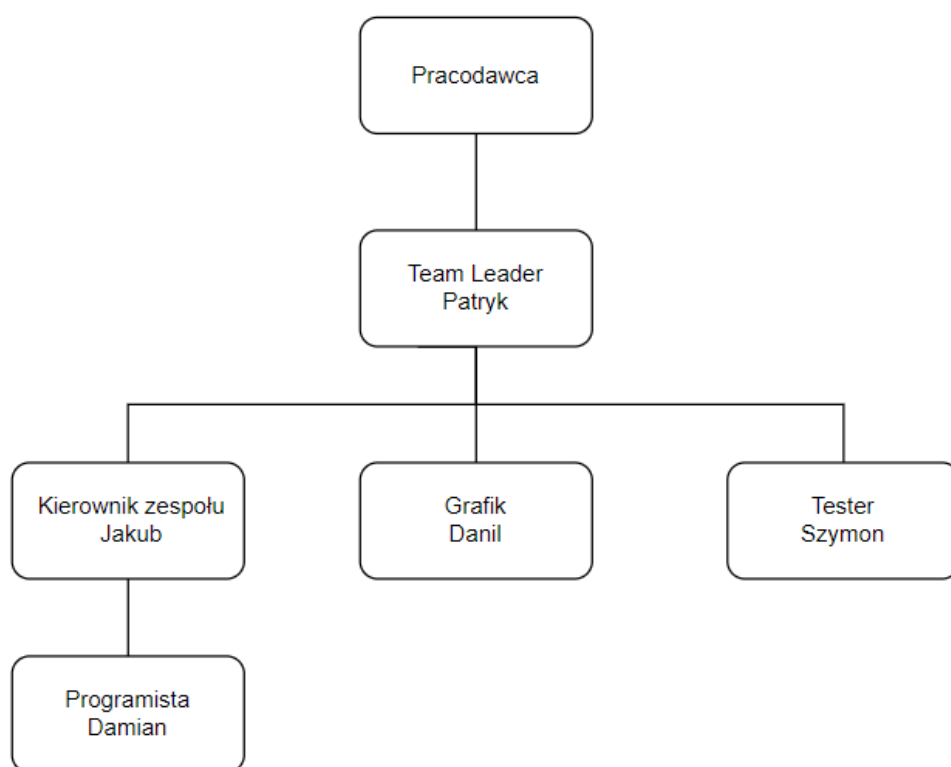 Pracodawca
Team Leader
Patryk
Kierownik zespołu
Jakub
Grafik
Danil
Tester
Szymon
Programista
Damian